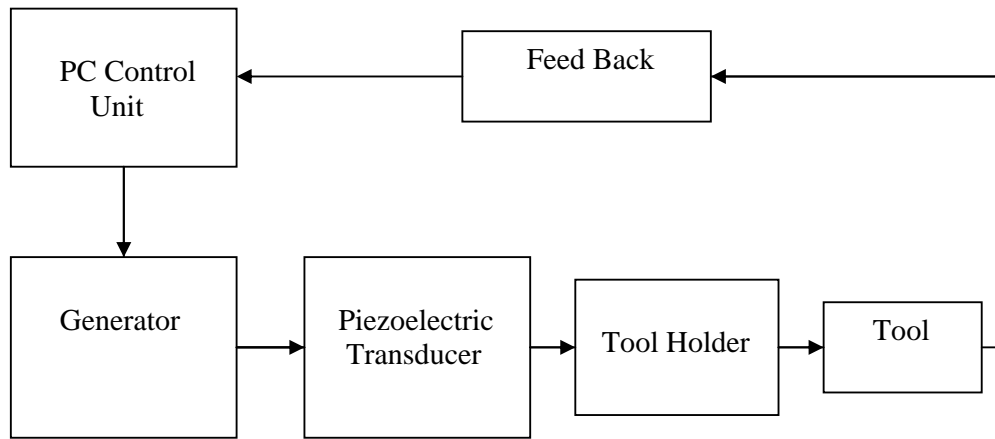 PC Control
Unit
Feed Back
Generator
Piezoelectric
Transducer
Tool Holder
Tool